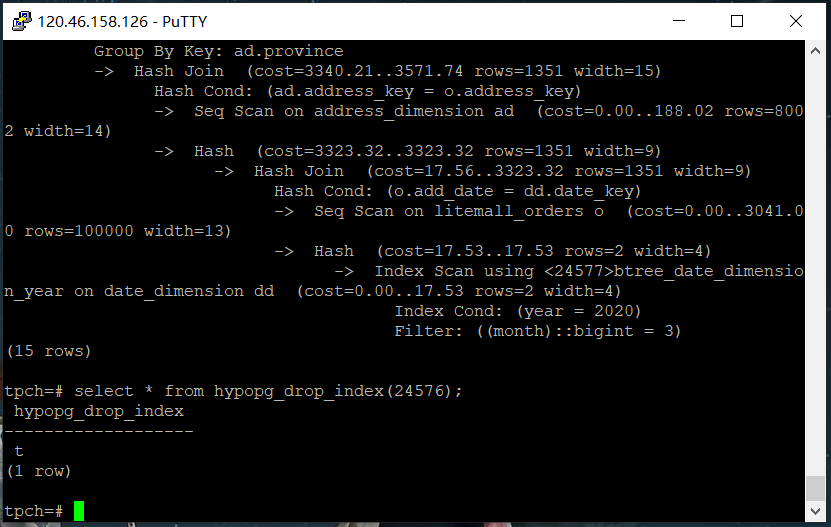 120.46.158.126 - PuTTY
Group By Key: ad.province
->  Hash Join  (cost=3340.21..3571.74 rows=1351 width=15)
Hash Cond: (ad.address_key = o.address_key)
->  Seq Scan on address_dimension ad  (cost=0.00..188.02 rows=800
2 width=14)
->  Hash  (cost=3323.32..3323.32 rows=1351 width=9)
->  Hash Join  (cost=17.56..3323.32 rows=1351 width=9)
Hash Cond: (o.add_date = dd.date_key)
->  Seq Scan on litemall_orders o  (cost=0.00..3041.0
0 rows=100000 width=13)
->  Hash  (cost=17.53..17.53 rows=2 width=4)
->  Index Scan using <24577>btree_date_dimensio
n_year on date_dimension dd  (cost=0.00..17.53 rows=2 width=4)
Index Cond: (year = 2020)
Filter: ((month)::bigint = 3)
(15 rows)
tpch=# select * from hypopg_drop_index(24576);
hypopg_drop_index
-------------------
t
(1 row)
tpch=#